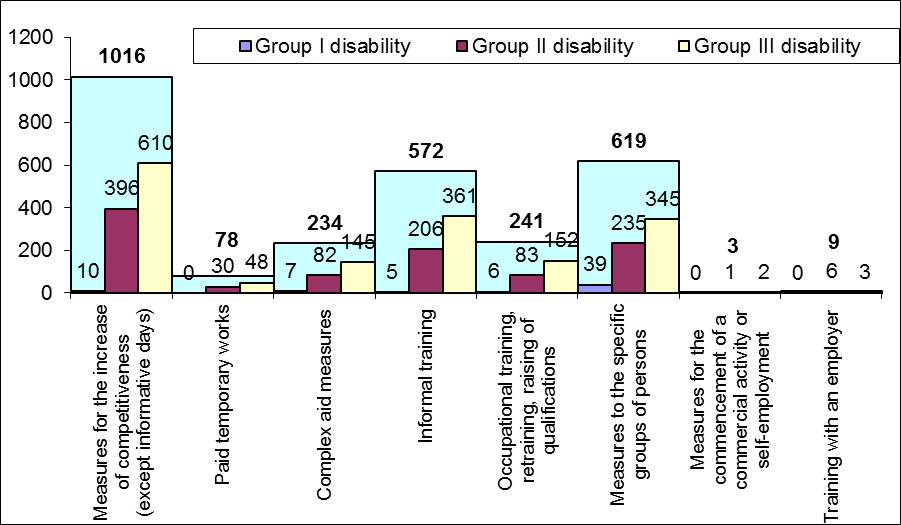 Group I disability
Group II disability
Group III disability
1200
1000
800
600
400
200
0
1016
10
396
610
78
0
30
48
234
7
82
145
572
5
206
361
241
6
83
152
619
39
235
345
3
0
1
2
9
0
6
3
Measures for the increase
of competitiveness
(except informative days)
Paid temporary works
Complex aid measures
Informal training
Occupational training,
retraining, raising of
qualifications
Measures to the specific
groups of persons
Measures for the
commencement of a
commercial activity or
self-employment
Training with an employer